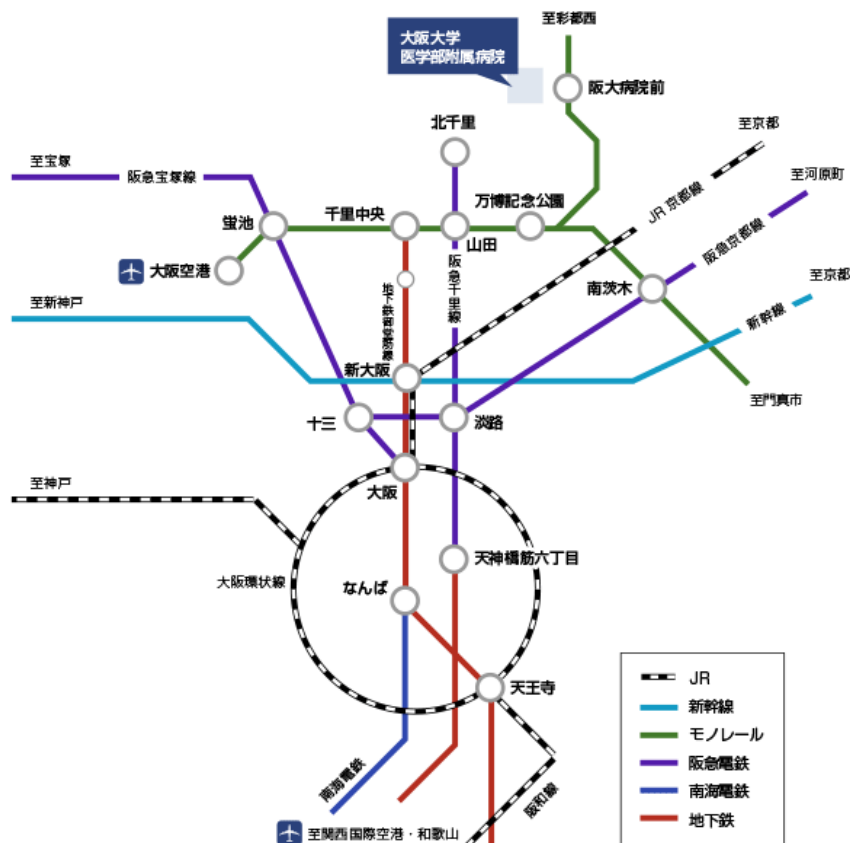 至彩都西
大阪大学
医学部附属病院
阪大病院前
北千里
至京都
至宝塚
阪急宝塚線
至河原町
万博記念公園
千里中央
JR京都線
蛍池
山田
阪急京都線
大阪空港
阪急千里線
南茨木
至京都
地下鉄御堂筋線
至新神戸
新幹線
新大阪
至門真市
十三
淡路
至神戸
大阪
天神橋筋六丁目
大阪環状線
なんば
天王寺
JR
新幹線
モノレール
阪急電鉄
南海電鉄
地下鉄
南海電鉄
阪和線
至関西国際空港・和歌山